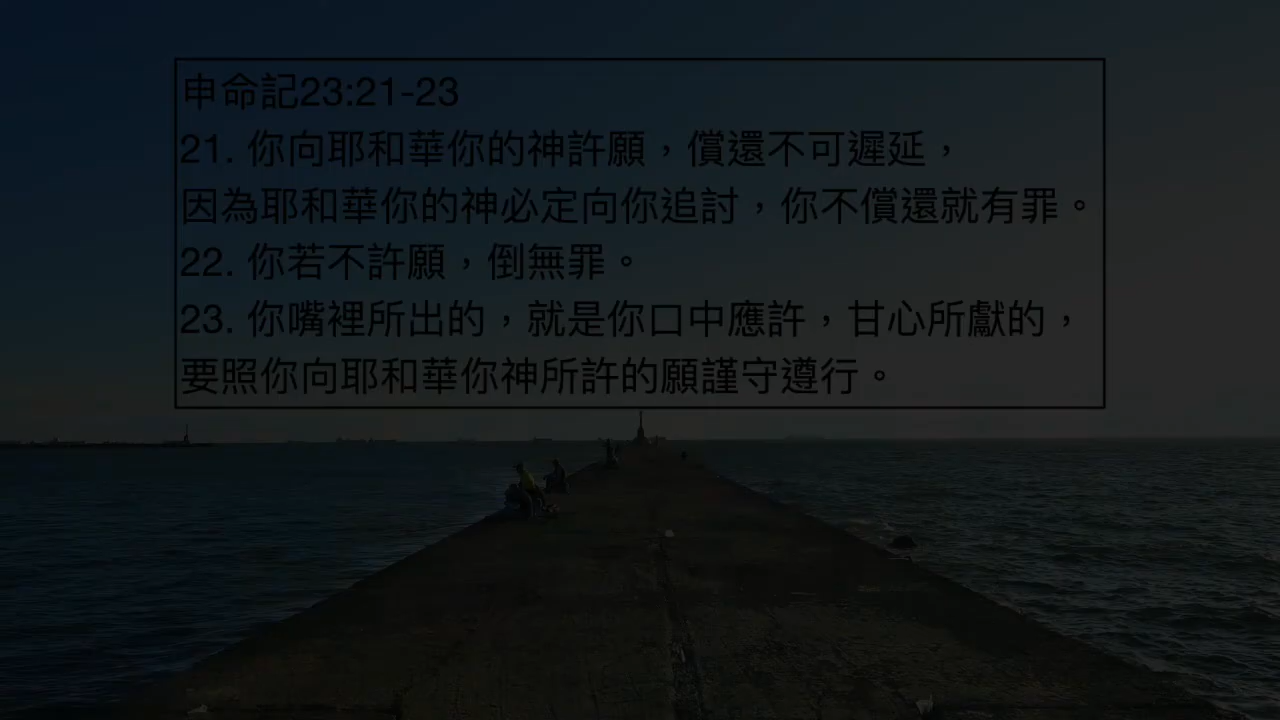 申命記23:21-23
21. 你向耶和華你的神許願，償還不可遲延，
因為耶和華你的神必定向你追討，你不償還就有罪。
22. 你若不許願，倒無罪。
23. 你嘴裡所出的，就是你口中應許，甘心所獻的，
要照你向耶和華你神所許的願謹守遵行。